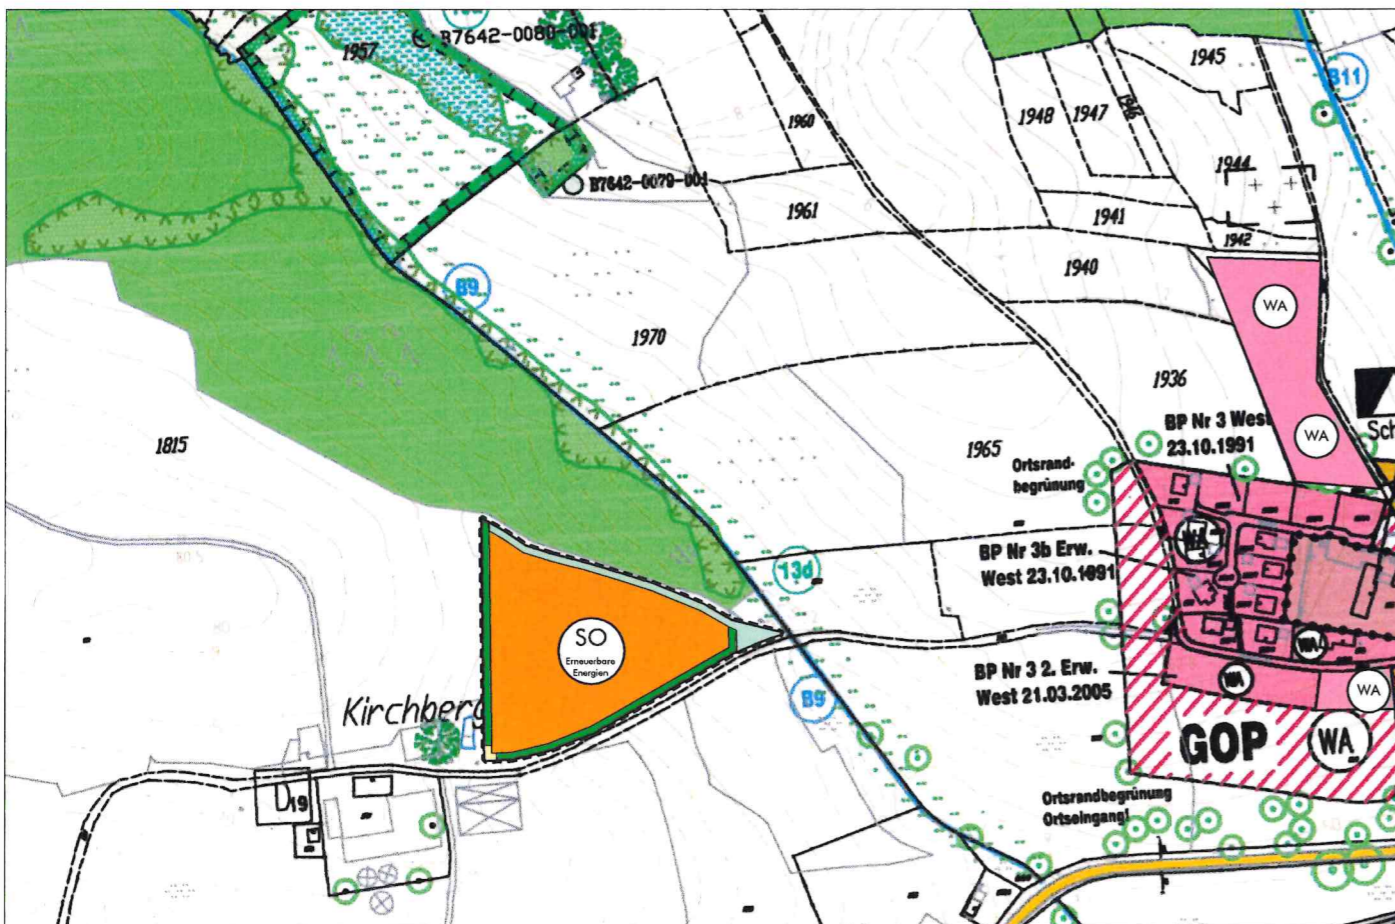 1957
B7642-0080-001
B7642-0079-001
1960
1961
1945
B11
1948
1947
1946
1944
1941
1942
1940
WA
B9
1970
1936
WA
BP Nr 3 West
23.10.1991
Sch
1815
1965
Ortsrand-
begrünung
WA
BP Nr 3b Erw.
West 23.10.1991
13d
SO
Erneuerbare
Energien
WA
BP Nr 3 2. Erw.
West 21.03.2005
WA
WA
B9
Kirchberg
GOP
WA
D19
Ortsrandbegrünung
Ortseingang!